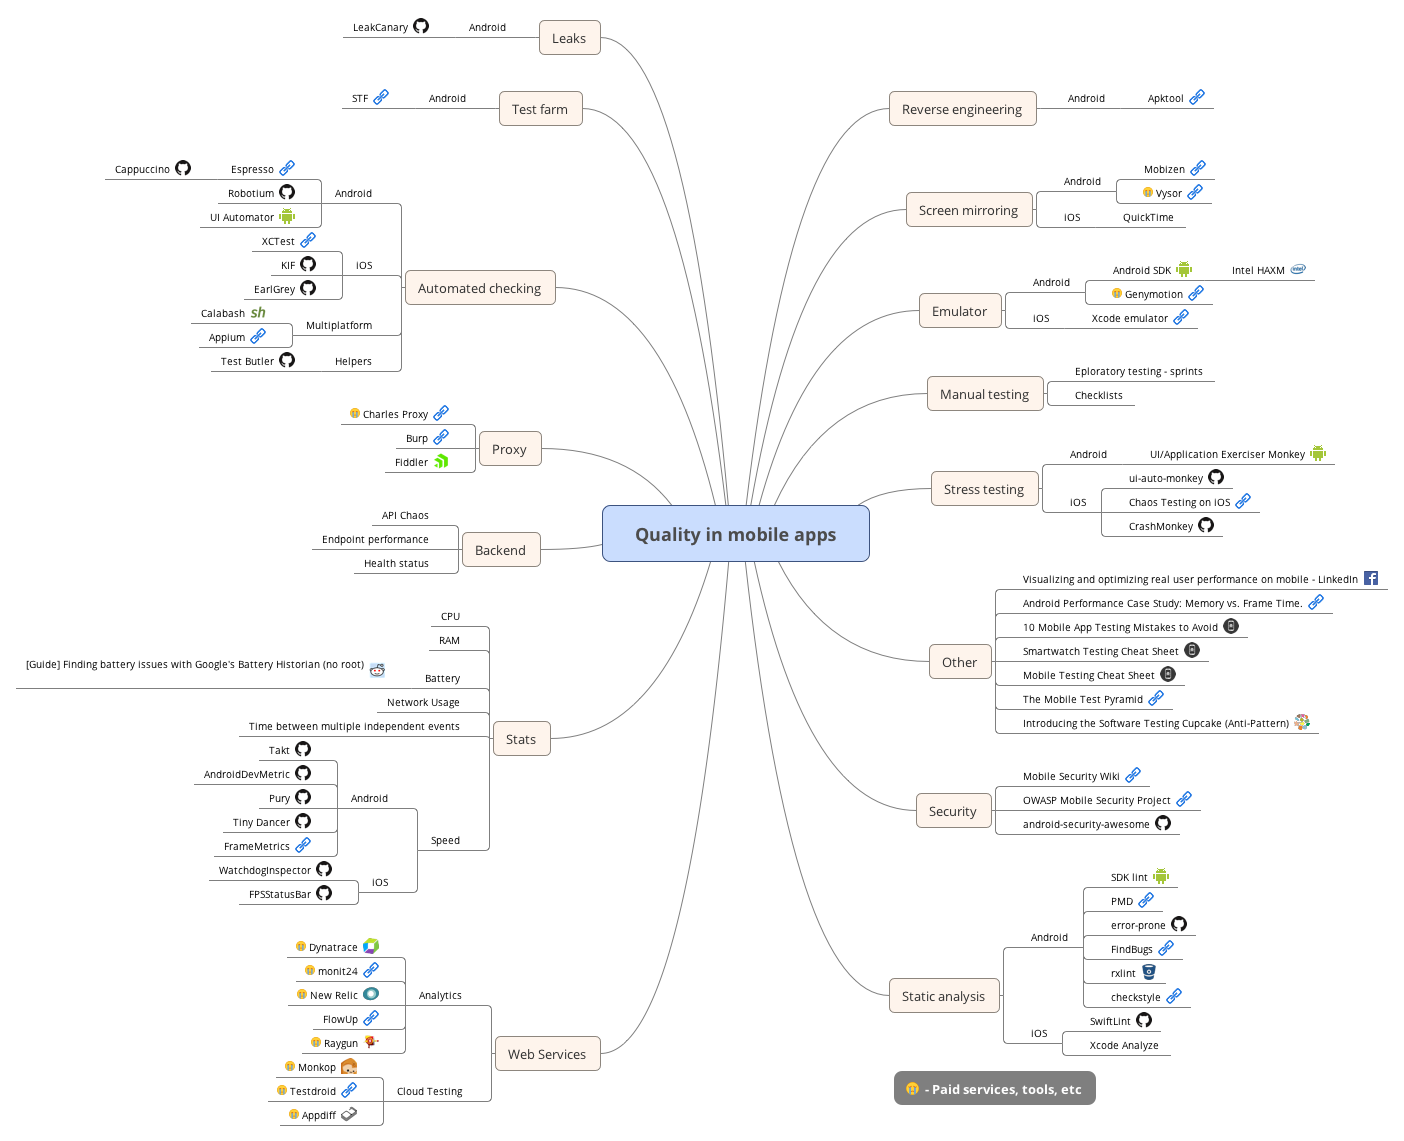 Quality in mobile apps
Leaks
Android
LeakCanary
Test farm
Android
STF
Automated checking
Android
Espresso
Cappuccino
Robotium
UI Automator
iOS
XCTest
KIF
EarlGrey
Multiplatform
Calabash
sh
Appium
Helpers
Test Butler
Proxy
Charles Proxy
Burp
Fiddler
Backend
API Chaos
Endpoint performance
Health status
Stats
CPU
RAM
Battery
[Guide] Finding battery issues with Google's Battery Historian (no root)
Network Usage
Time between multiple independent events
Speed
Android
Takt
AndroidDevMetric
Pury
Tiny Dancer
FrameMetrics
iOS
WatchdogInspector
FPSStatusBar
Web Services
Analytics
Dynatrace
monit24
New Relic
FlowUp
Raygun
Cloud Testing
Monkop
Testdroid
Appdiff
Reverse engineering
Android
Apktool
Screen mirroring
Android
Mobizen
Vysor
iOS
QuickTime
Emulator
Android
Android SDK
Intel HAXM
intel
Genymotion
iOS
Xcode emulator
Manual testing
Eploratory testing - sprints
Checklists
Stress testing
Android
UI/Application Exerciser Monkey
iOS
ui-auto-monkey
Chaos Testing on iOS
CrashMonkey
Other
Visualizing and optimizing real user performance on mobile - LinkedIn
Android Performance Case Study: Memory vs. Frame Time.
10 Mobile App Testing Mistakes to Avoid
Smartwatch Testing Cheat Sheet
Mobile Testing Cheat Sheet
The Mobile Test Pyramid
Introducing the Software Testing Cupcake (Anti-Pattern)
Security
Mobile Security Wiki
OWASP Mobile Security Project
android-security-awesome
Static analysis
Android
SDK lint
PMD
error-prone
FindBugs
rxlint
checkstyle
iOS
SwiftLint
Xcode Analyze
- Paid services, tools, etc